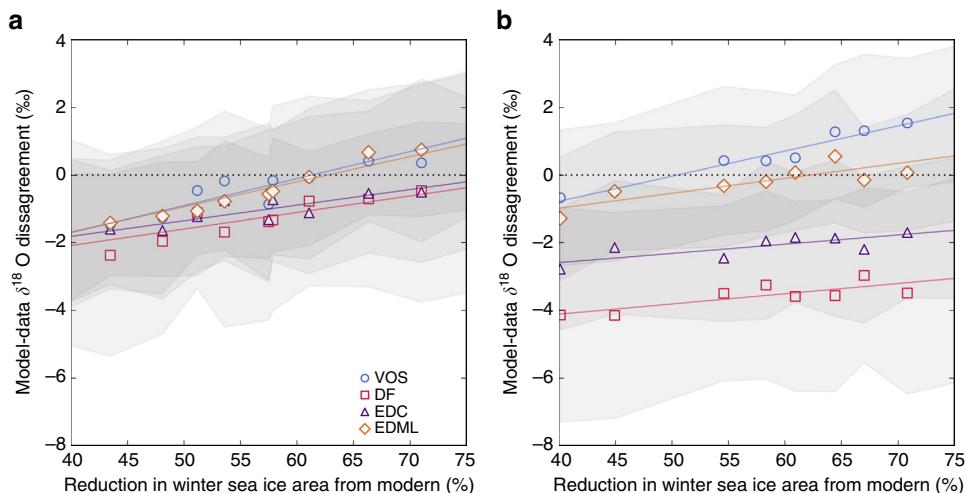 a
b
Model-data δ18 O dissagreement (‰)
4
2
0
−2
−4
−6
−8
40 45 50 55 60 65 70 75
Reduction in winter sea ice area from modern (%)
VOS
DF
EDC
EDML
Model-data δ18 O dissagreement (‰)
4
2
0
−2
−4
−6
−8
40 45 50 55 60 65 70 75
Reduction in winter sea ice area from modern (%)